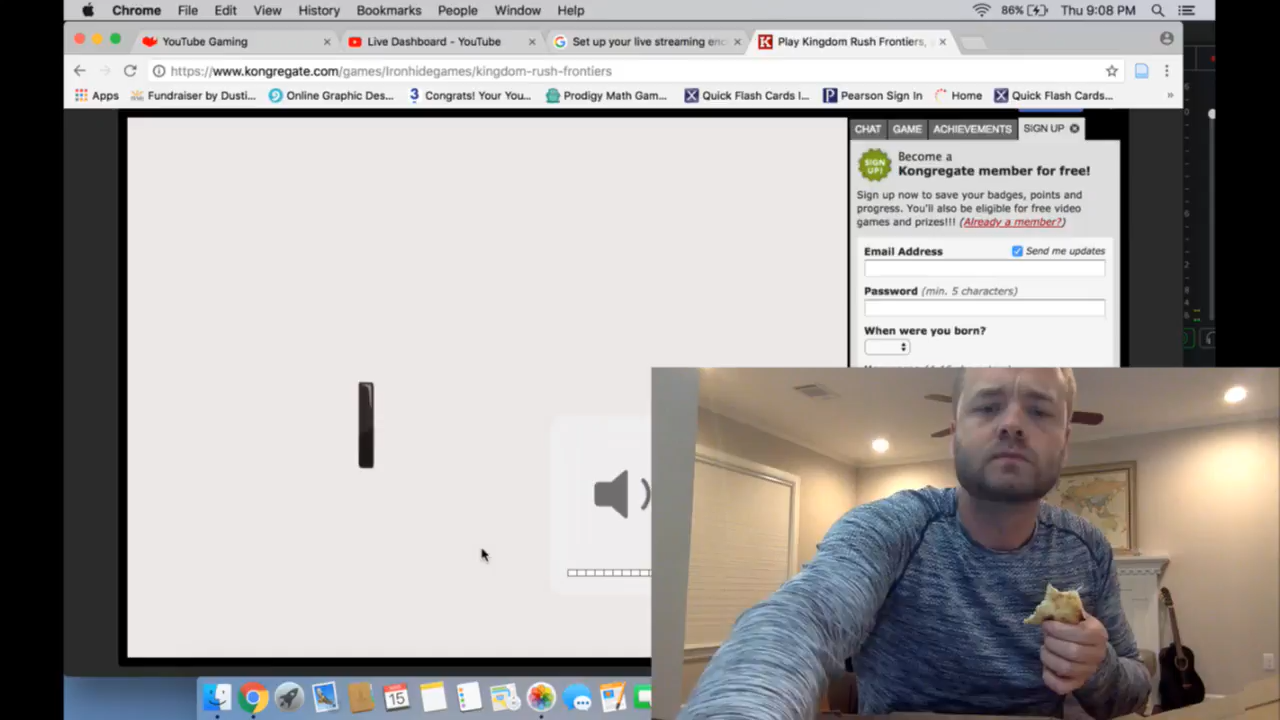 Chrome File Edit View History Bookmarks People Window Help 86% Thu 9:08 PM
YouTube Gaming Live Dashboard - YouTube Set up your live streaming enc Play Kingdom Rush Frontiers,
https://www.kongregate.com/games/Ironhidegames/kingdom-rush-frontiers
Apps Fundraiser by Dusti... Online Graphic Des... Congrats! Your You... Prodigy Math Gam... Quick Flash Cards I... Pearson Sign In Home Quick Flash Cards... »
CHAT GAME ACHIEVEMENTS SIGN UP
SIGN UP!
Become a
Kongregate member for free!
Sign up now to save your badges, points and
progress. You'll also be eligible for free video
games and prizes!!! (Already a member?)
Email Address Send me updates
Password (min. 5 characters)
When were you born?
15